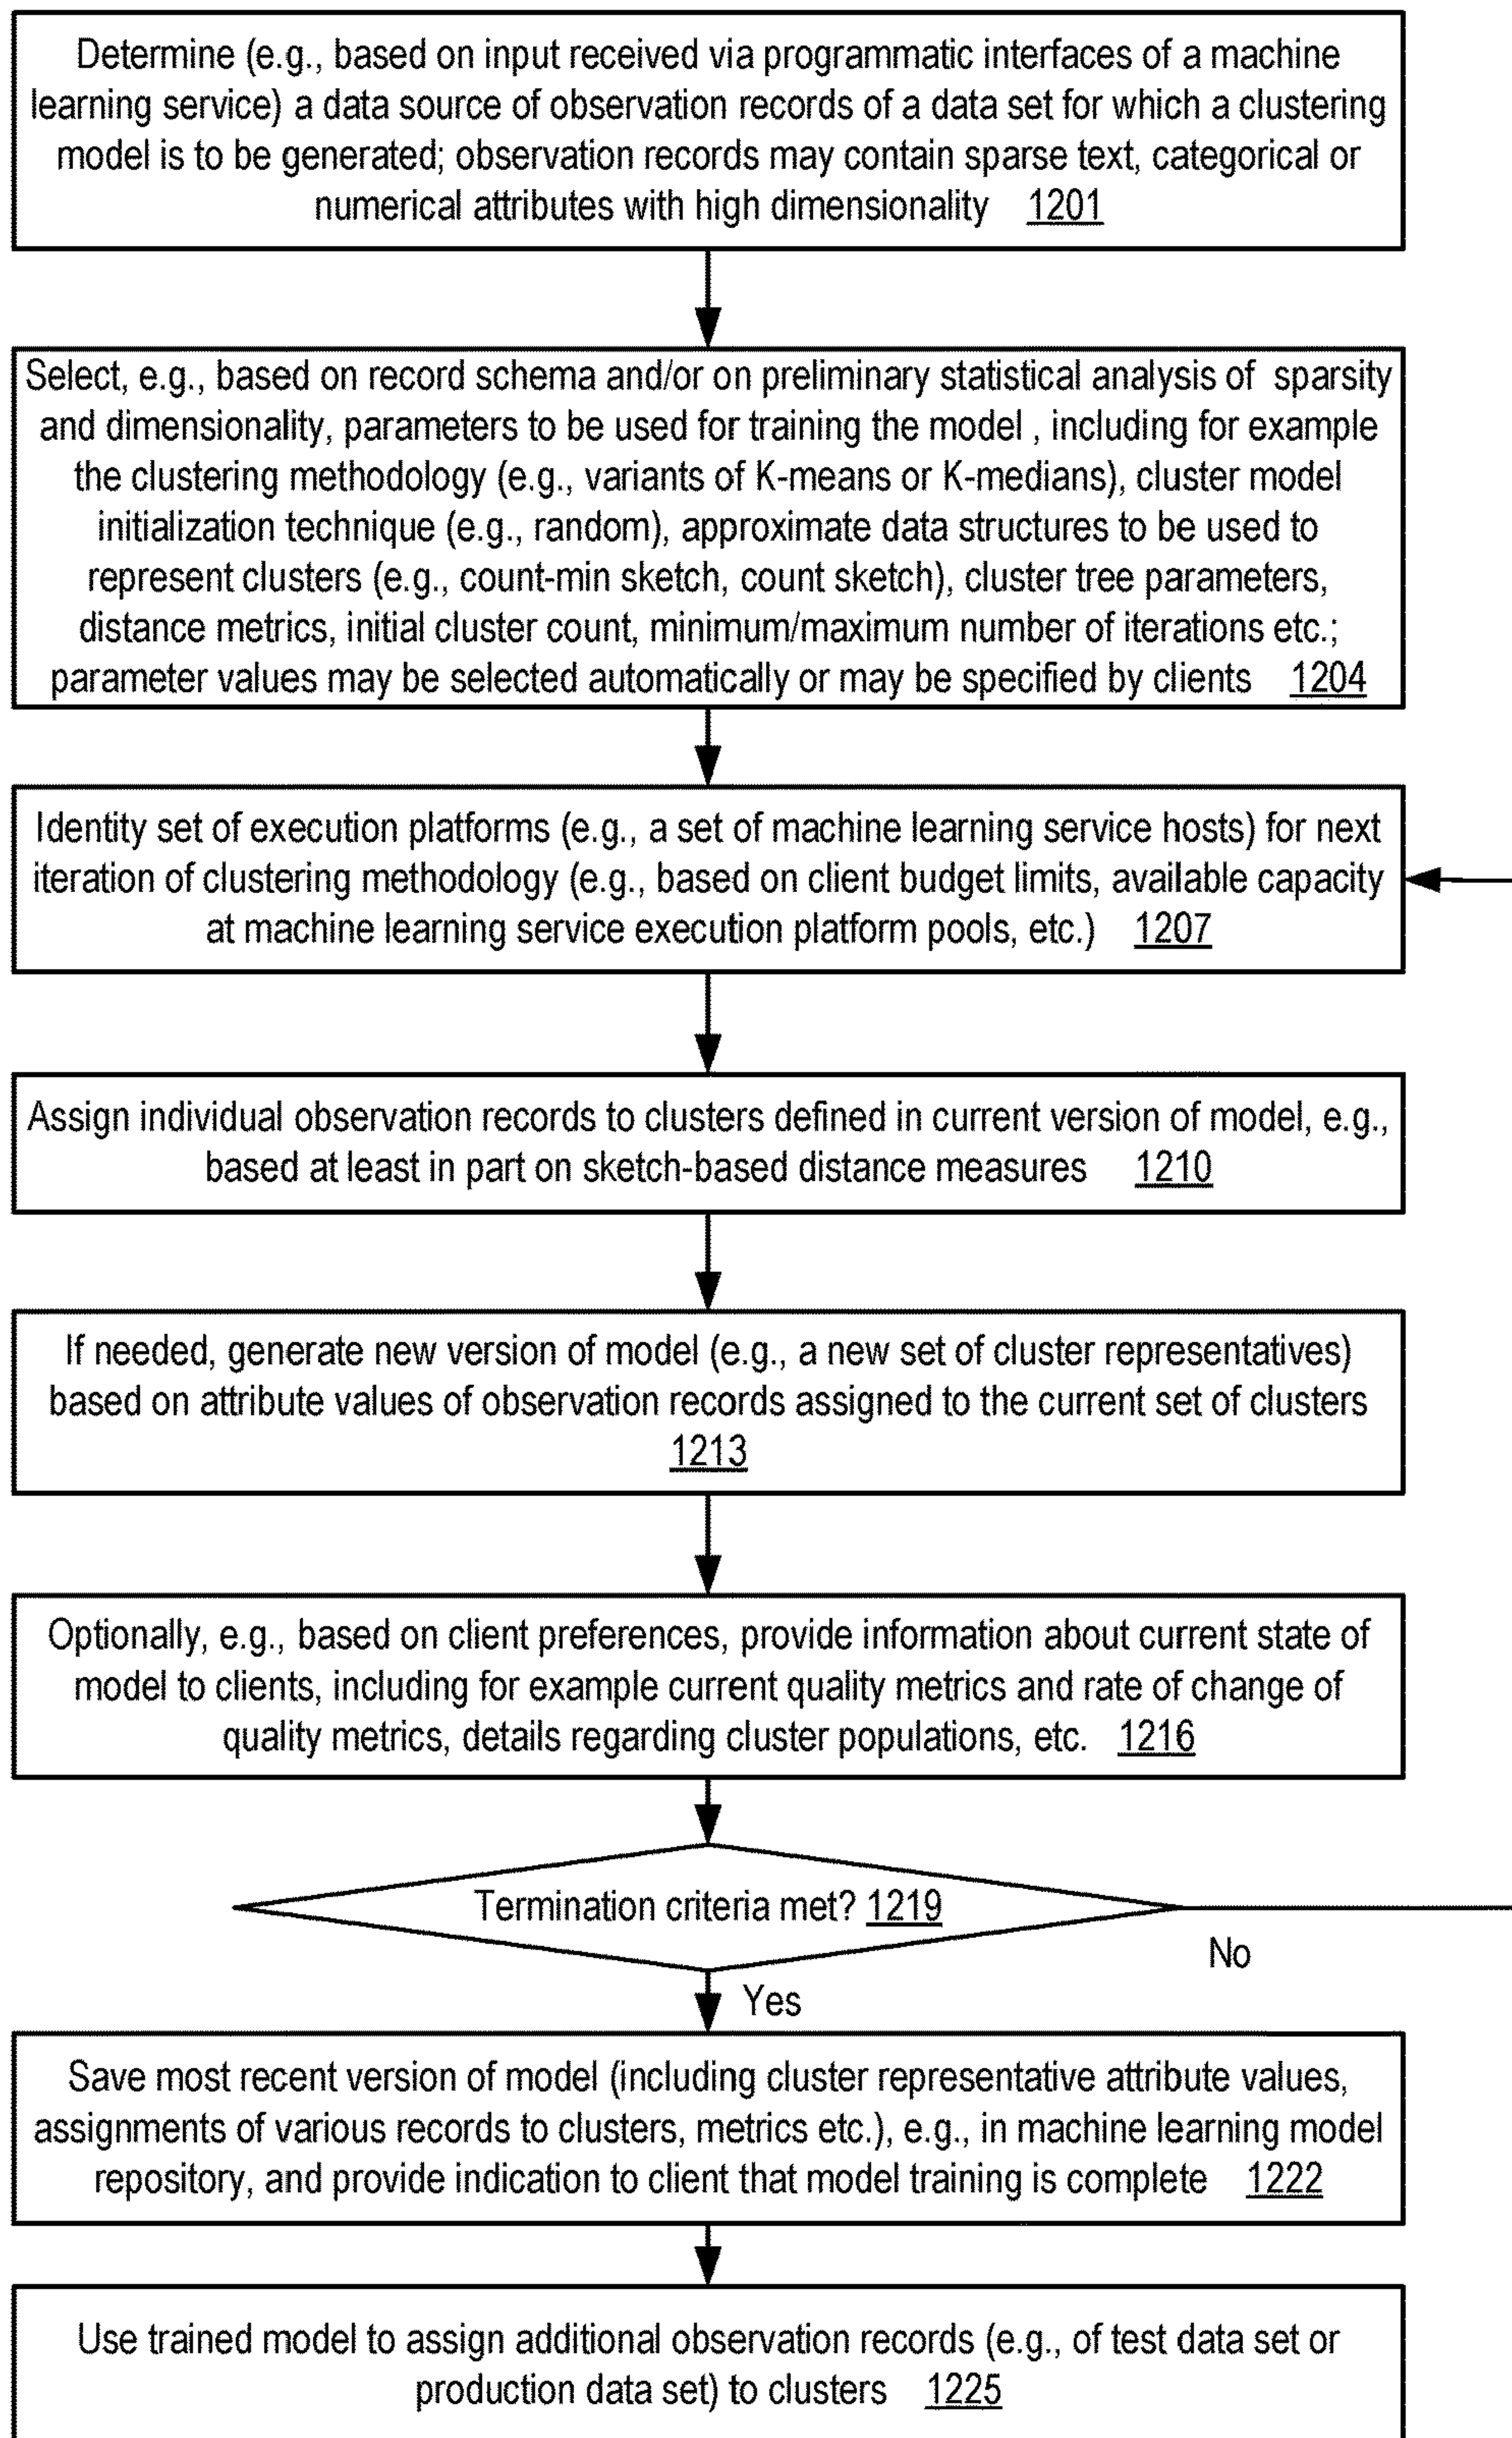 Determine (e.g., based on input received via programmatic interfaces of a machine
learning service) a data source of observation records of a data set for which a clustering
model is to be generated; observation records may contain sparse text, categorical or
numerical attributes with high dimensionality 1201
Select, e.g., based on record schema and/or on preliminary statistical analysis of sparsity
and dimensionality, parameters to be used for training the model , including for example
the clustering methodology (e.g., variants of K-means or K-medians), cluster model
initialization technique (e.g., random), approximate data structures to be used to
represent clusters (e.g., count-min sketch, count sketch), cluster tree parameters,
distance metrics, initial cluster count, minimum/maximum number of iterations etc.;
parameter values may be selected automatically or may be specified by clients 1204
Identity set of execution platforms (e.g., a set of machine learning service hosts) for next
iteration of clustering methodology (e.g., based on client budget limits, available capacity
at machine learning service execution platform pools, etc.) 1207
Assign individual observation records to clusters defined in current version of model, e.g.,
based at least in part on sketch-based distance measures 1210
If needed, generate new version of model (e.g., a new set of cluster representatives)
based on attribute values of observation records assigned to the current set of clusters
1213
Optionally, e.g., based on client preferences, provide information about current state of
model to clients, including for example current quality metrics and rate of change of
quality metrics, details regarding cluster populations, etc. 1216
Termination criteria met? 1219
No
Yes
Save most recent version of model (including cluster representative attribute values,
assignments of various records to clusters, metrics etc.), e.g., in machine learning model
repository, and provide indication to client that model training is complete 1222
Use trained model to assign additional observation records (e.g., of test data set or
production data set) to clusters 1225